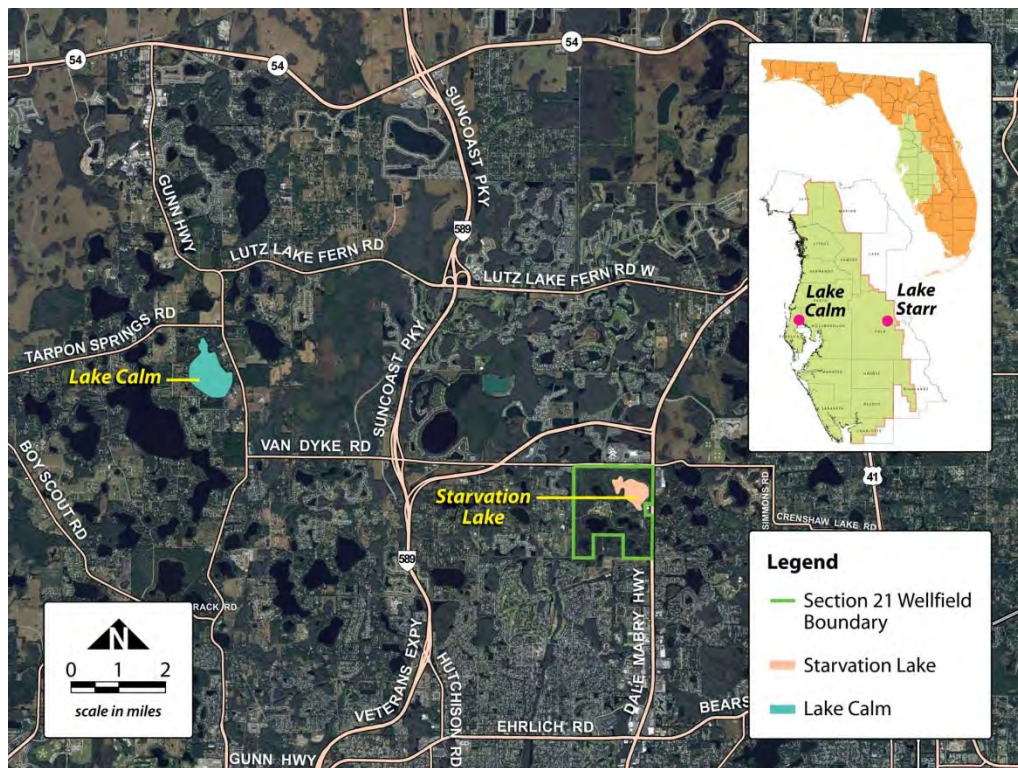 54
54
54
SUNCOAST PKY
GUNN HWY
589
LUTZ LAKE FERN RD
LUTZ LAKE FERN RD W
TARPON SPRINGS RD
Lake Calm
SUNCOAST PKY
VAN DYKE RD
BOY SCOUT RD
Starvation
Lake
SIMMONS RD
41
CRENSHAW LAKE RD
589
RACK RD
DALE MABRY HWY
VETERANS EXPY
HUTCHISON RD
EHRLICH RD
BEARS
GUNN HWY
N
0 1 2
scale in miles
Lake
Calm
Lake
Starr
Legend
Section 21 Wellfield
Boundary
Starvation Lake
Lake Calm